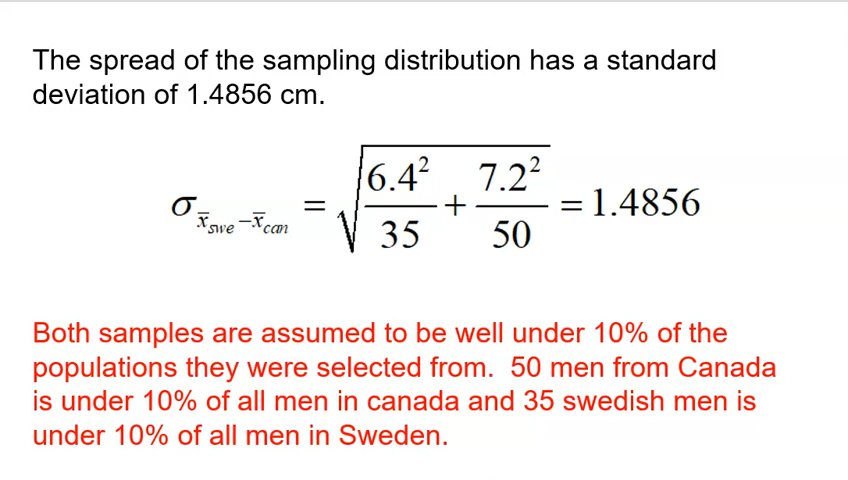 The spread of the sampling distribution has a standard
deviation of 1.4856 cm.
σ_{x̄_{swe} − x̄_{can}} = √(6.4²/35 + 7.2²/50) = 1.4856
Both samples are assumed to be well under 10% of the
populations they were selected from.  50 men from Canada
is under 10% of all men in canada and 35 swedish men is
under 10% of all men in Sweden.